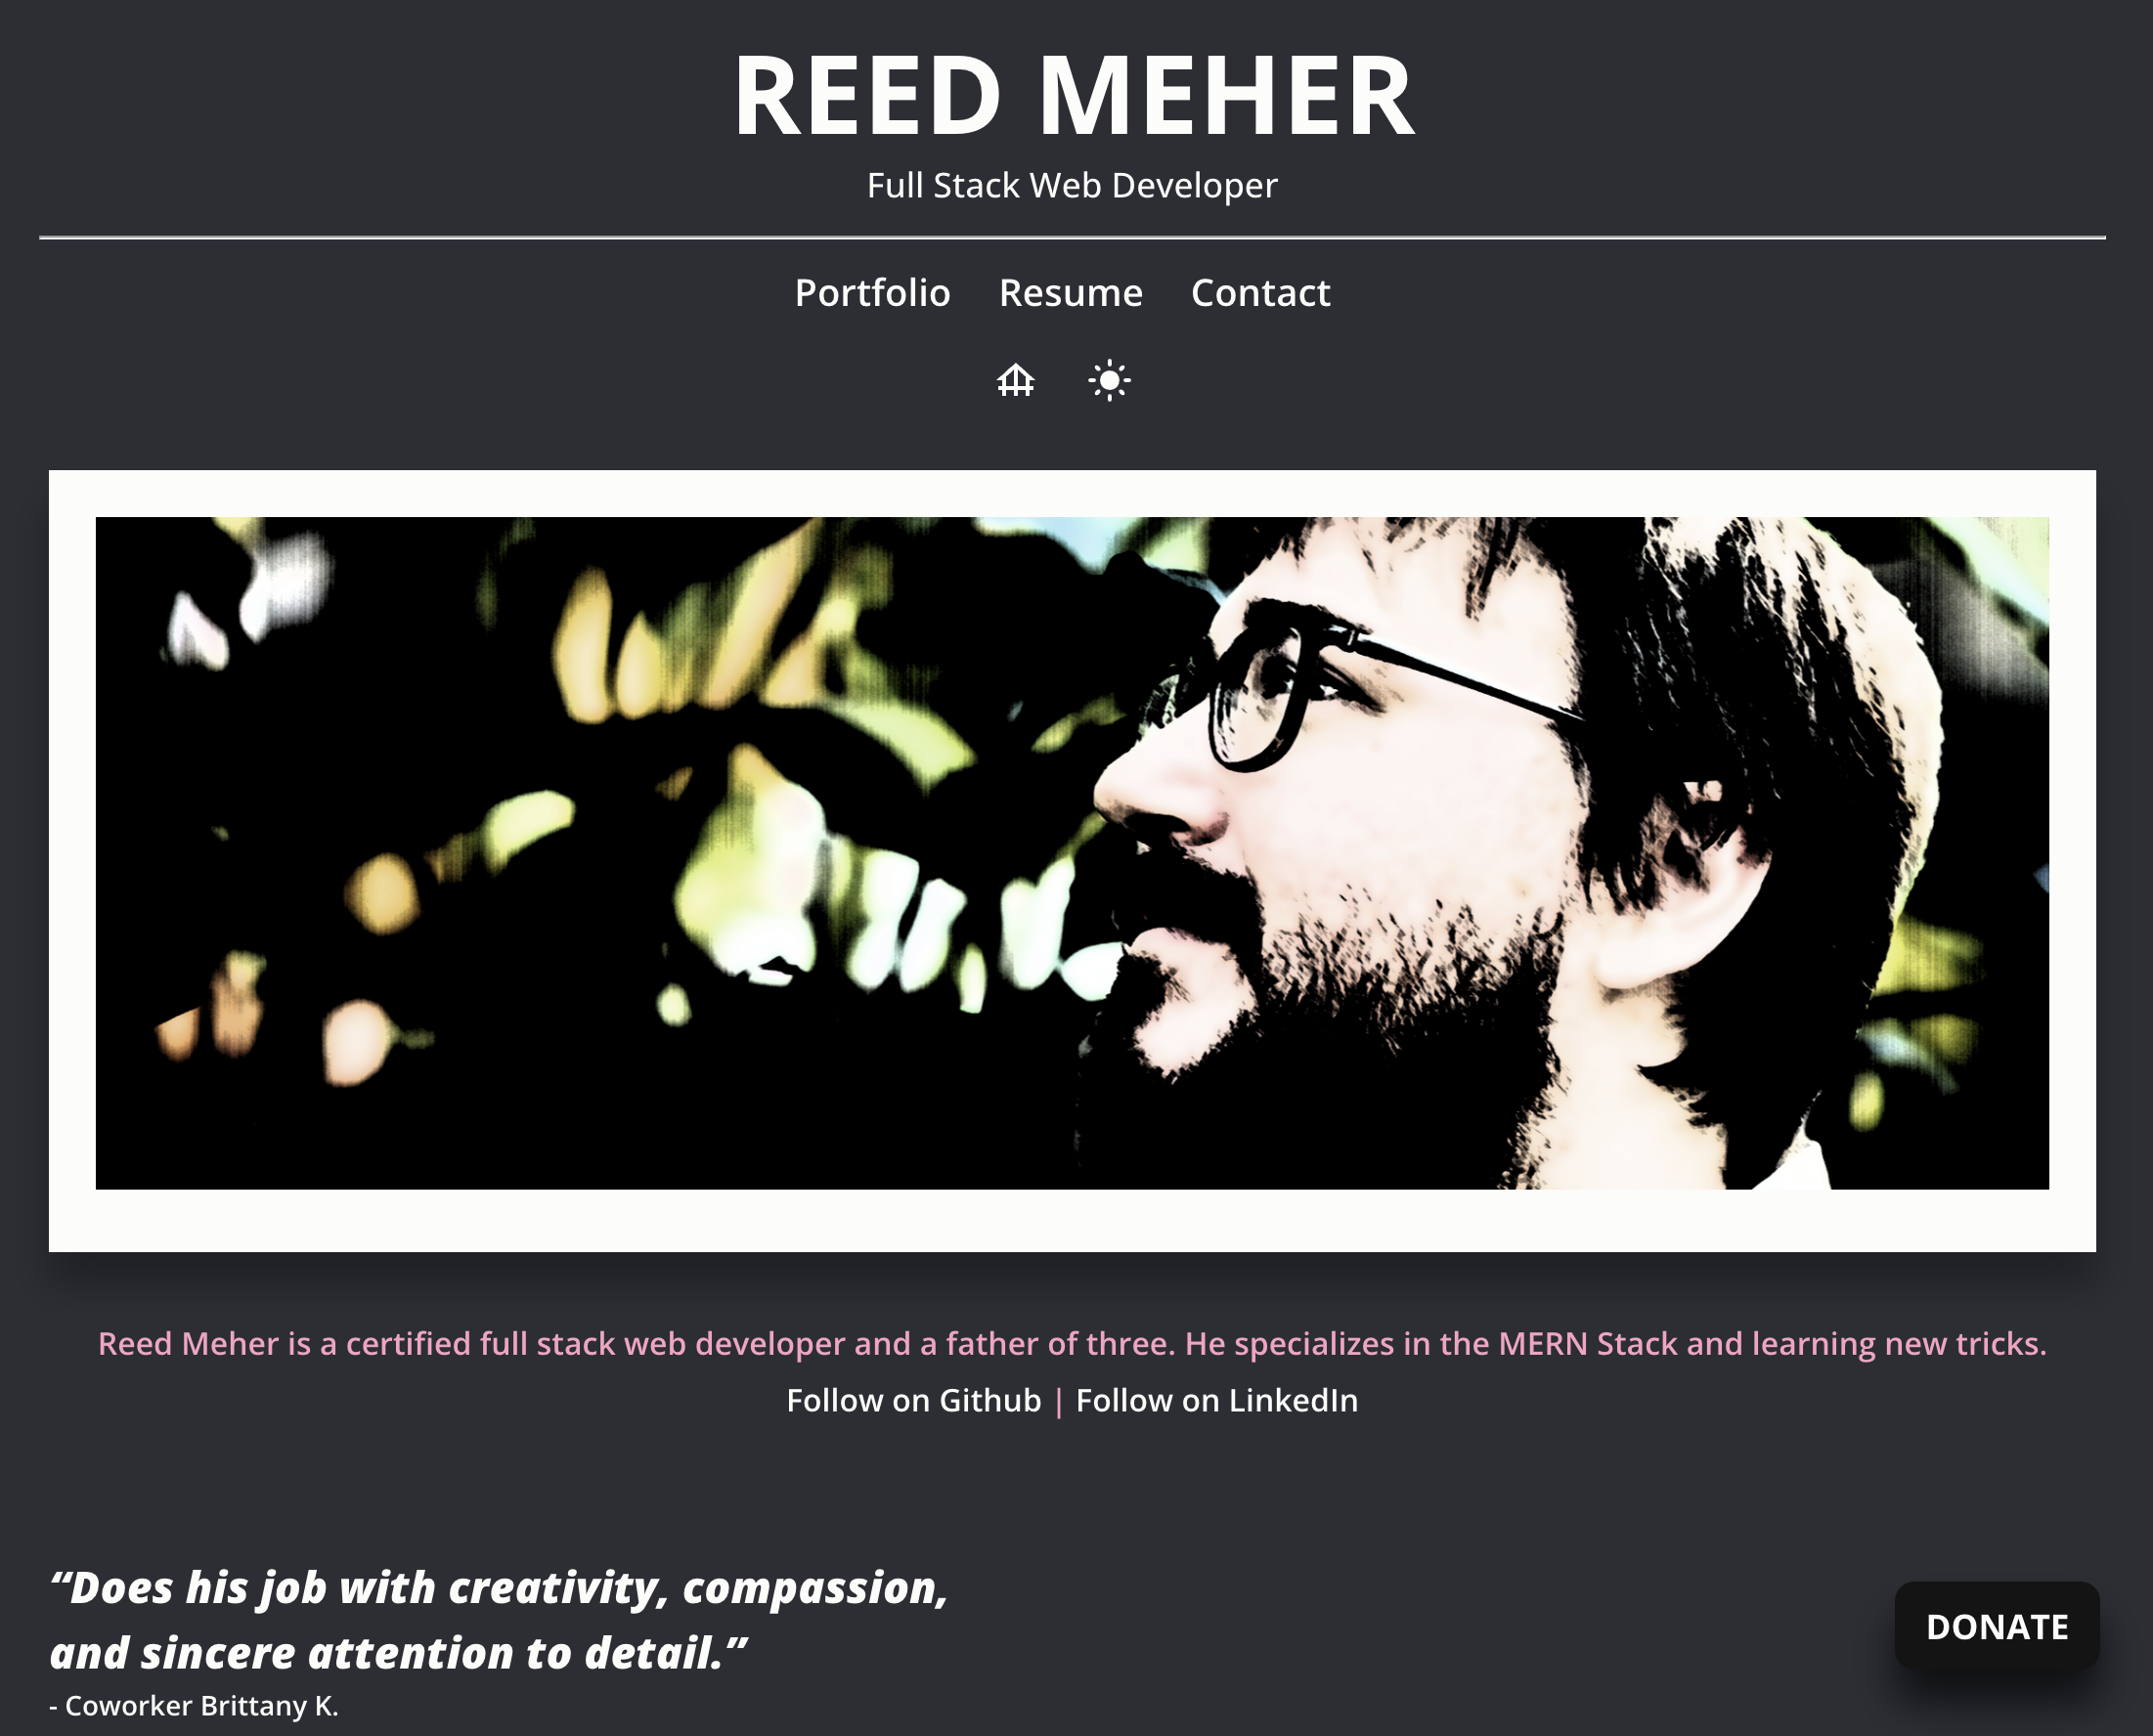 REED MEHER
Full Stack Web Developer
Portfolio Resume Contact
Reed Meher is a certified full stack web developer and a father of three. He specializes in the MERN Stack and learning new tricks.
Follow on Github | Follow on LinkedIn
“Does his job with creativity, compassion,
and sincere attention to detail.”
- Coworker Brittany K.
DONATE